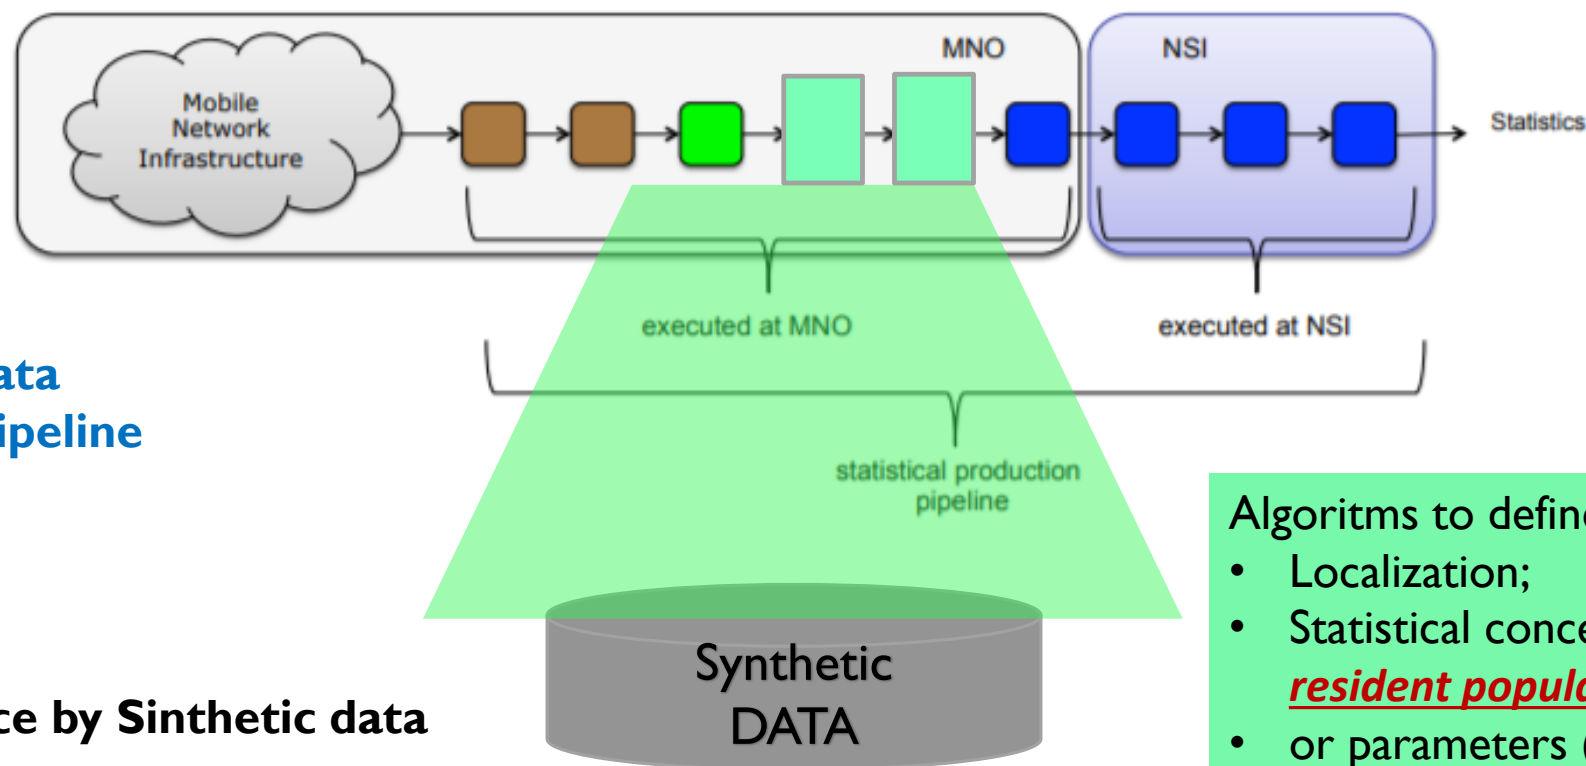 MNO
NSI
Mobile
Network
Infrastructure
Statistics
executed at MNO
executed at NSI
ata
ipeline
statistical production
pipeline
Algoritms to define
• Localization;
• Statistical conce
resident popula
• or parameters (
Synthetic
DATA
ce by Sinthetic data